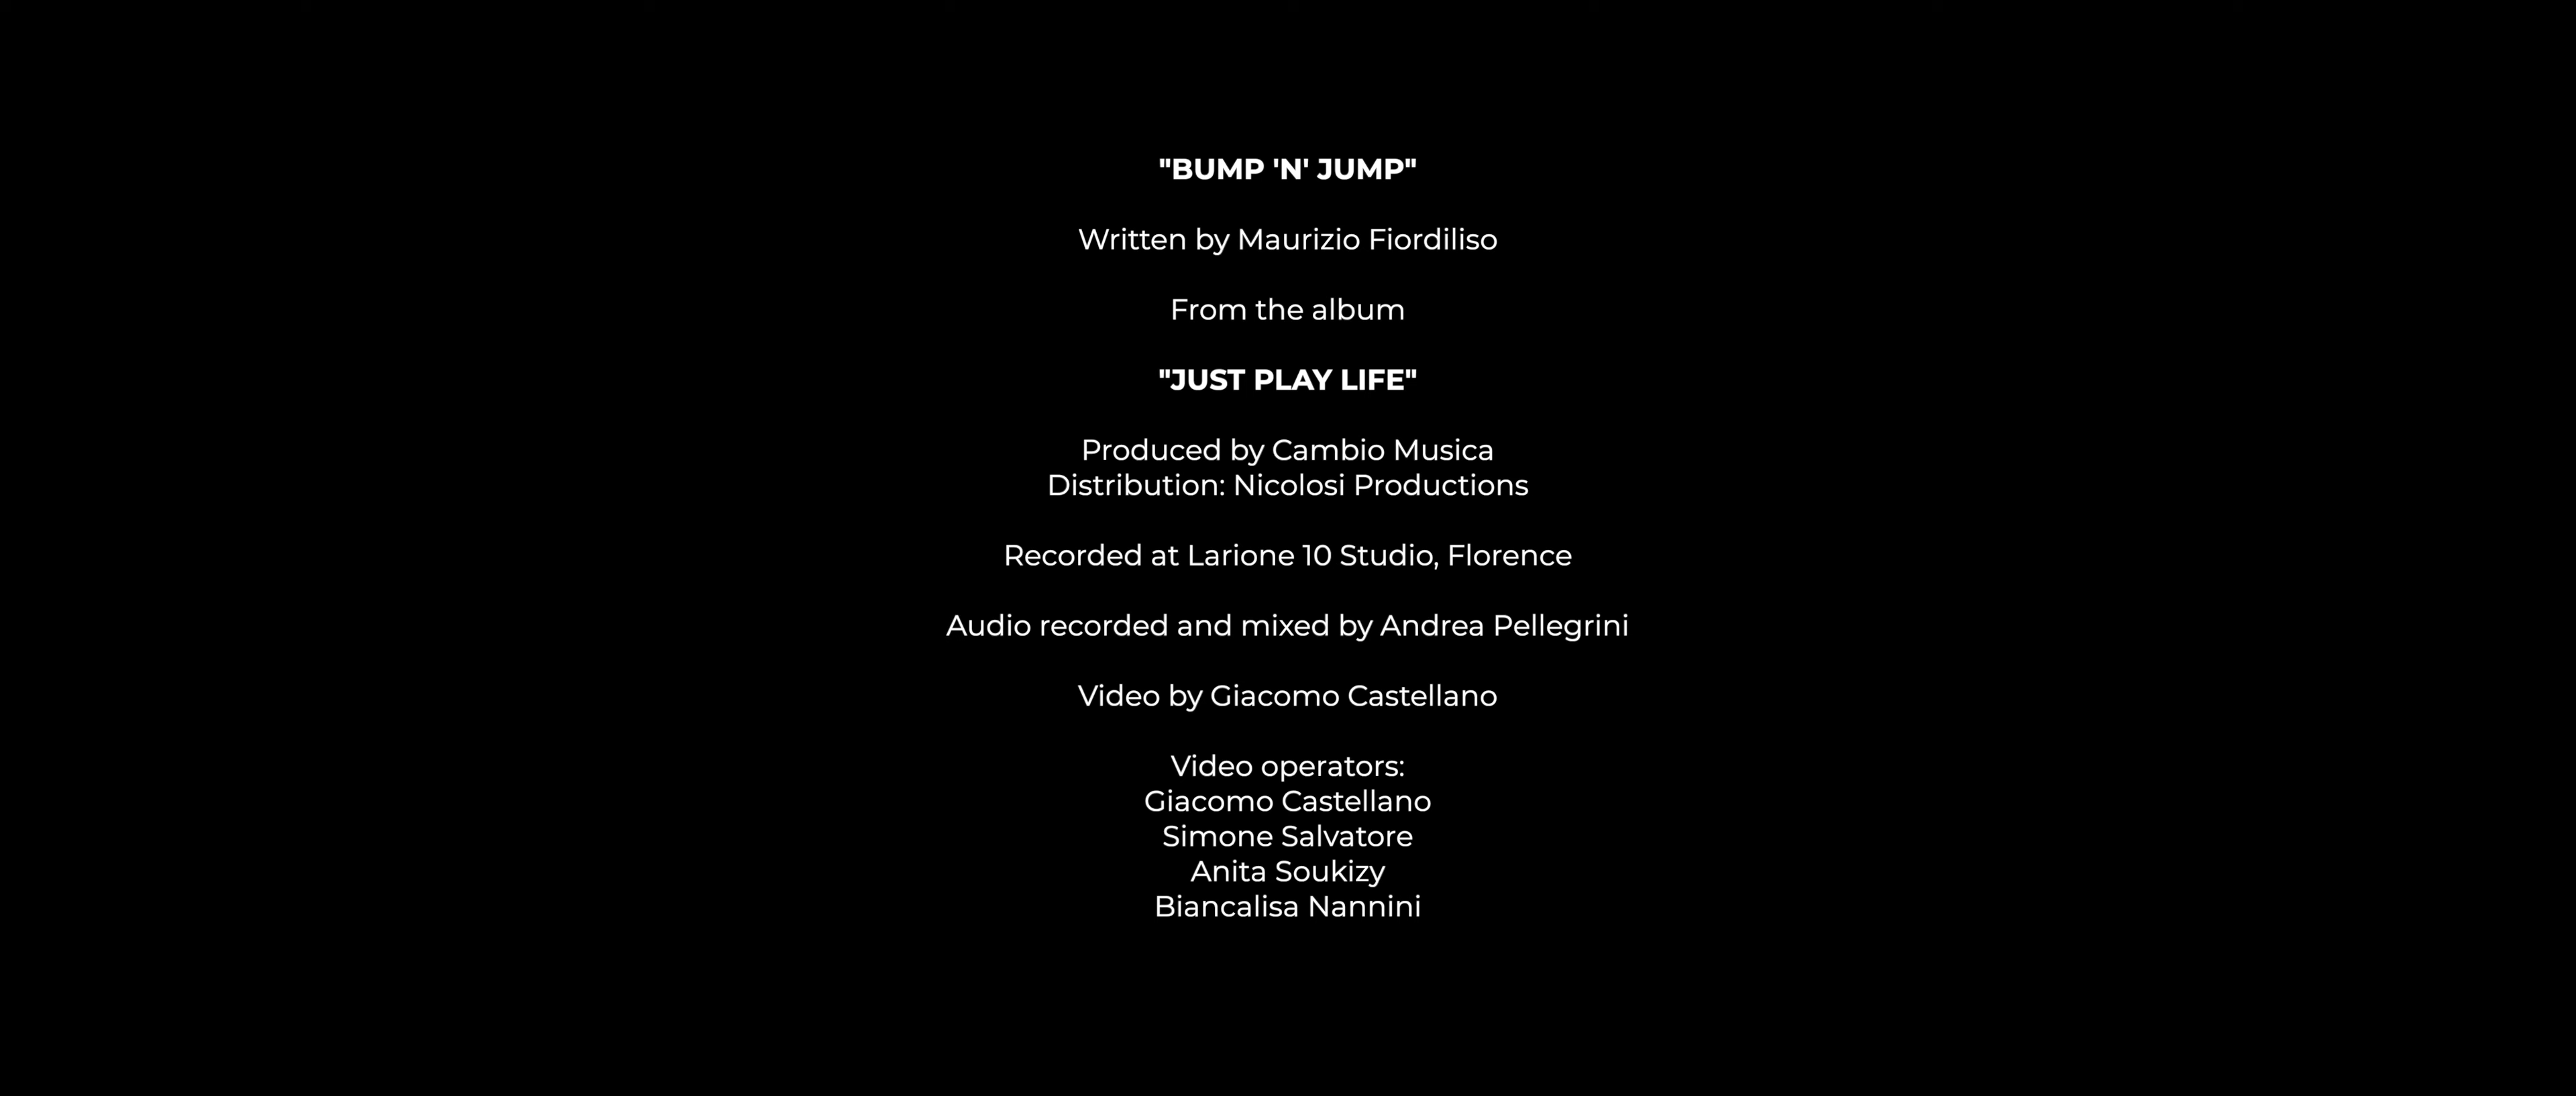 "BUMP 'N' JUMP"
Written by Maurizio Fiordiliso
From the album
"JUST PLAY LIFE"
Produced by Cambio Musica
Distribution: Nicolosi Productions
Recorded at Larione 10 Studio, Florence
Audio recorded and mixed by Andrea Pellegrini
Video by Giacomo Castellano
Video operators:
Giacomo Castellano
Simone Salvatore
Anita Soukizy
Biancalisa Nannini